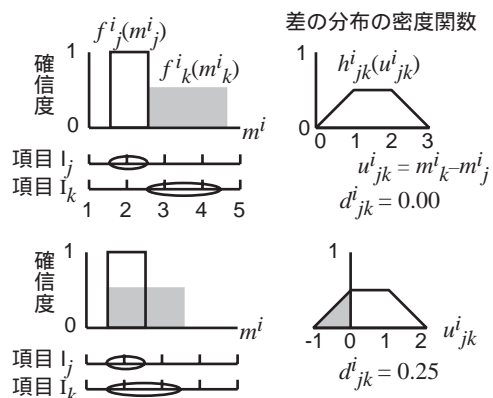 差の分布の密度関数
f^i_j(m^i_j)
f^i_k(m^i_k)
確信度
1
0
m^i
項目 I_j
項目 I_k
1 2 3 4 5
h^i_jk(u^i_jk)
1
0 1 2 3
u^i_jk = m^i_k–m^i_j
d^i_jk = 0.00
確信度
1
0
m^i
項目 I_j
項目 I_k
1
-1 0 1 2
u^i_jk
d^i_jk = 0.25